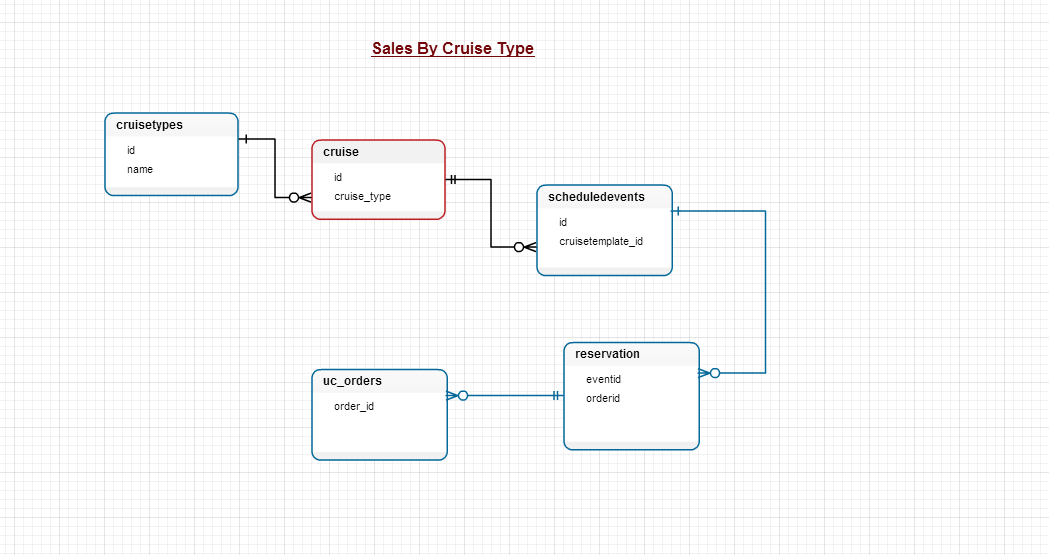 Sales By Cruise Type
cruisetypes
id
name
cruise
id
cruise_type
scheduledevents
id
cruisetemplate_id
reservation
eventid
orderid
uc_orders
order_id